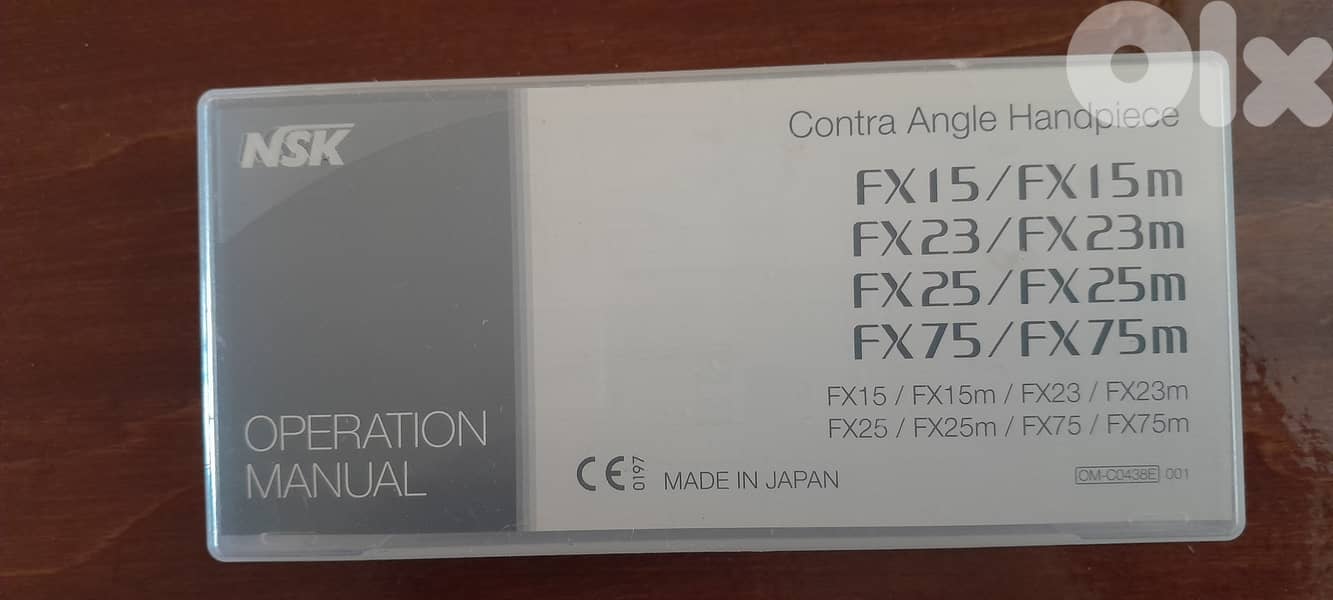 olx
NSK
Contra Angle Handpiece
FX15/FX15m
FX23/FX23m
FX25/FX25m
FX75/FX75m
FX15 / FX15m / FX23 / FX23m
FX25 / FX25m / FX75 / FX75m
OPERATION
MANUAL
CE 0197 MADE IN JAPAN
OM-C0438E 001